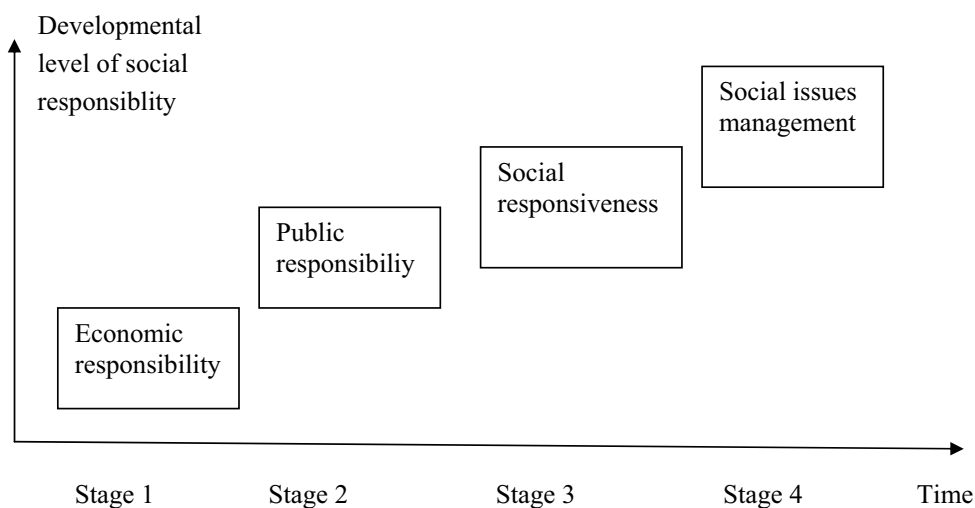 Developmental
level of social
responsiblity
Social issues
management
Social
responsiveness
Public
responsibiliy
Economic
responsibility
Stage 1 Stage 2 Stage 3 Stage 4 Time